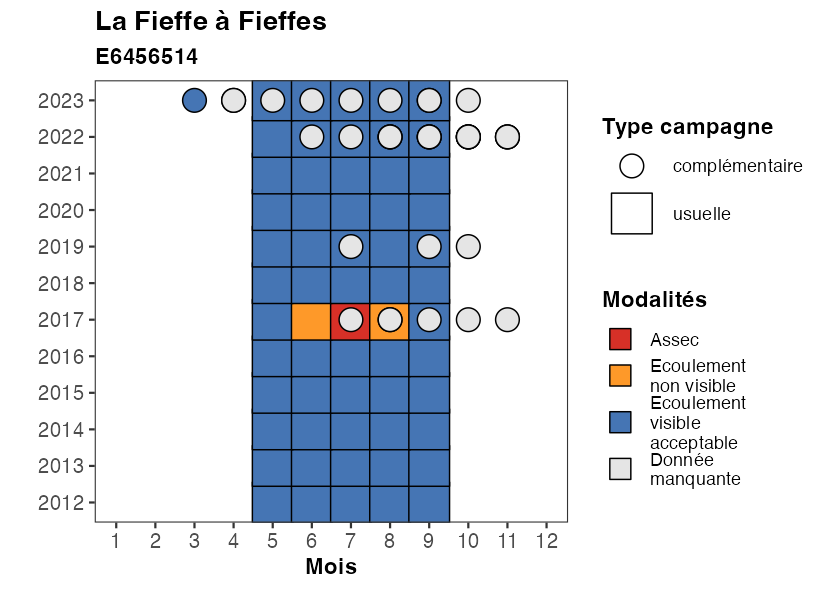 La Fieffe à Fieffes
E6456514
2023
2022
2021
2020
2019
2018
2017
2016
2015
2014
2013
2012
1 2 3 4 5 6 7 8 9 10 11 12
Mois
Type campagne
complémentaire
usuelle
Modalités
Assec
Ecoulement
non visible
Ecoulement
visible
acceptable
Donnée
manquante